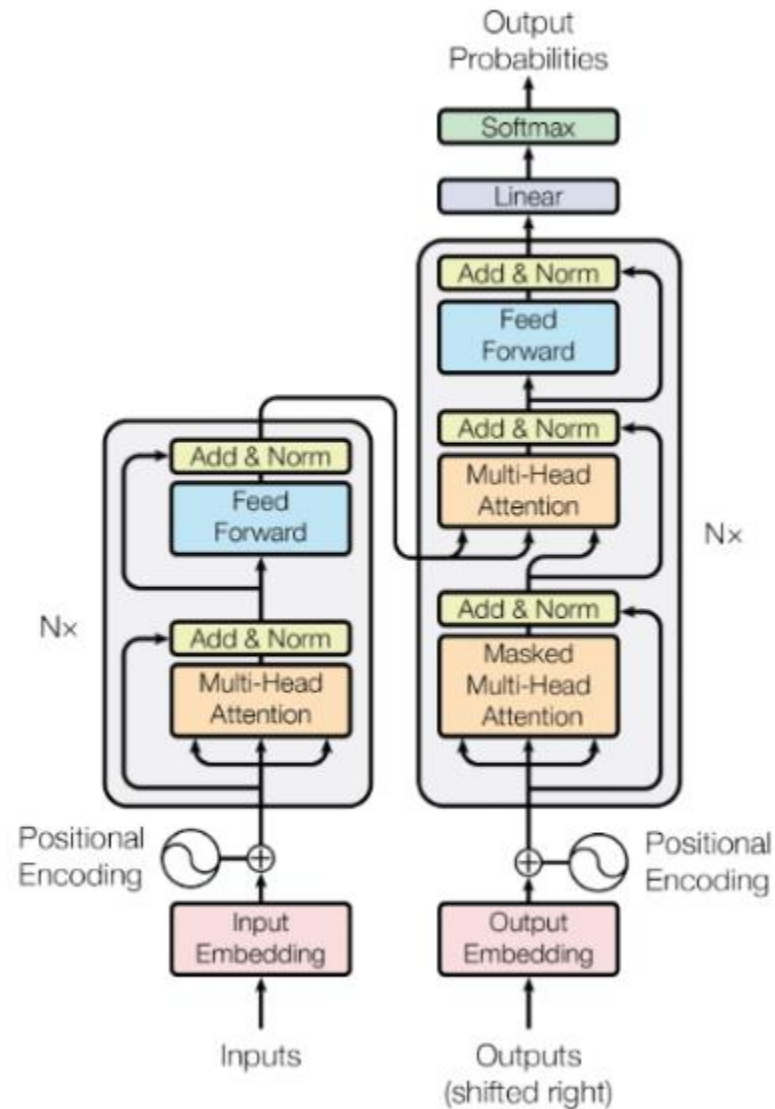 Output
Probabilities
Softmax
Linear
Add & Norm
Feed
Forward
Add & Norm
Multi-Head
Attention
Add & Norm
Masked
Multi-Head
Attention
Nx
Add & Norm
Feed
Forward
Add & Norm
Multi-Head
Attention
N×
Positional
Encoding
Positional
Encoding
Input
Embedding
Output
Embedding
Inputs
Outputs
(shifted right)